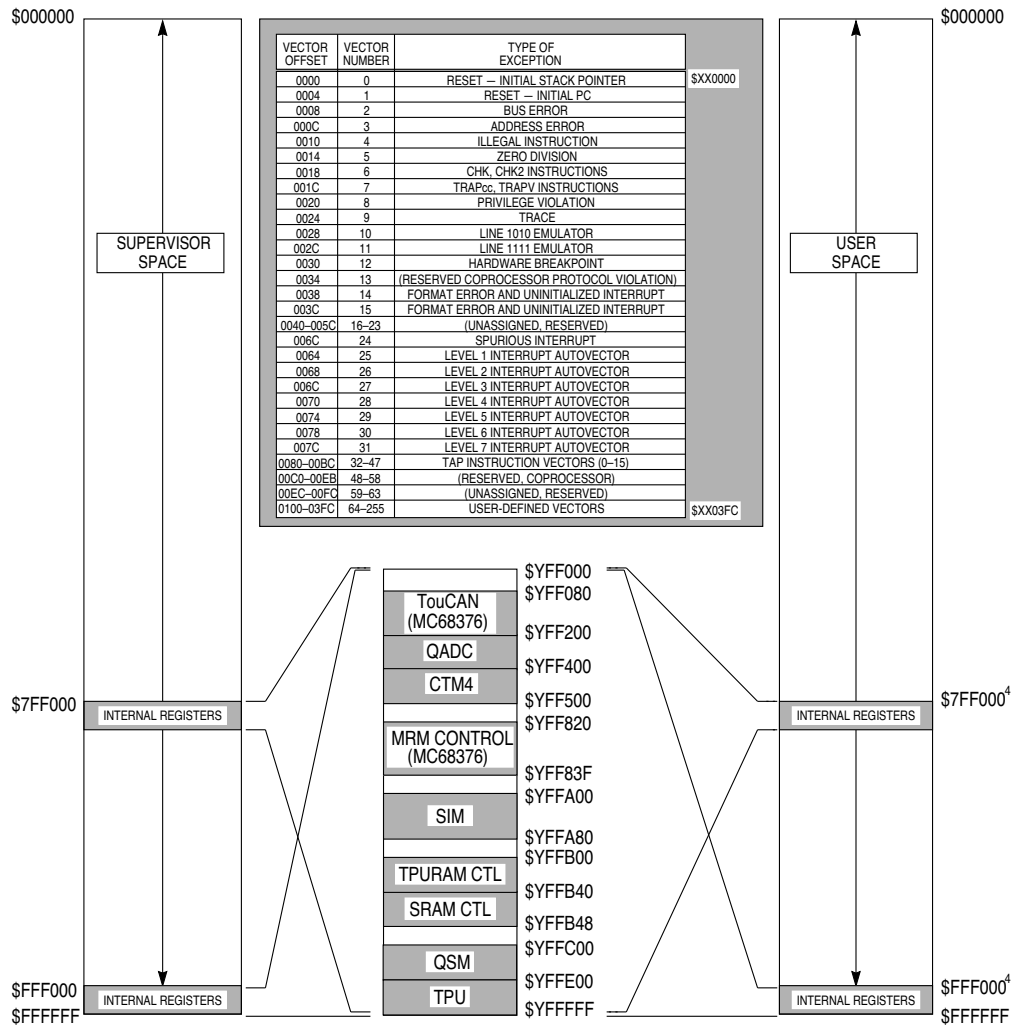 $000000
$000000
VECTOR OFFSET VECTOR NUMBER TYPE OF EXCEPTION
0000 0 RESET — INITIAL STACK POINTER $XX0000
0004 1 RESET — INITIAL PC
0008 2 BUS ERROR
000C 3 ADDRESS ERROR
0010 4 ILLEGAL INSTRUCTION
0014 5 ZERO DIVISION
0018 6 CHK, CHK2 INSTRUCTIONS
001C 7 TRAPcc, TRAPV INSTRUCTIONS
0020 8 PRIVILEGE VIOLATION
0024 9 TRACE
0028 10 LINE 1010 EMULATOR
002C 11 LINE 1111 EMULATOR
0030 12 HARDWARE BREAKPOINT
0034 13 (RESERVED COPROCESSOR PROTOCOL VIOLATION)
0038 14 FORMAT ERROR AND UNINITIALIZED INTERRUPT
003C 15 FORMAT ERROR AND UNINITIALIZED INTERRUPT
0040–005C 16–23 (UNASSIGNED, RESERVED)
006C 24 SPURIOUS INTERRUPT
0064 25 LEVEL 1 INTERRUPT AUTOVECTOR
0068 26 LEVEL 2 INTERRUPT AUTOVECTOR
006C 27 LEVEL 3 INTERRUPT AUTOVECTOR
0070 28 LEVEL 4 INTERRUPT AUTOVECTOR
0074 29 LEVEL 5 INTERRUPT AUTOVECTOR
0078 30 LEVEL 6 INTERRUPT AUTOVECTOR
007C 31 LEVEL 7 INTERRUPT AUTOVECTOR
0080–00BC 32–47 TAP INSTRUCTION VECTORS (0–15)
00C0–00EB 48–58 (RESERVED, COPROCESSOR)
00EC–00FC 59–63 (UNASSIGNED, RESERVED)
0100–03FC 64–255 USER-DEFINED VECTORS $XX03FC
SUPERVISOR
SPACE
USER
SPACE
$YFF000
$YFF080
TouCAN
(MC68376)
$YFF200
QADC
$YFF400
CTM4
$YFF500
$7FF000
INTERNAL REGISTERS
INTERNAL REGISTERS
$7FF000⁴
$YFF820
MRM CONTROL
(MC68376)
$YFF83F
$YFFA00
SIM
$YFFA80
$YFFB00
TPURAM CTL
$YFFB40
SRAM CTL
$YFFB48
$YFFC00
QSM
$YFFE00
TPU
$YFFFFF
$FFF000
INTERNAL REGISTERS
$FFFFFF
INTERNAL REGISTERS
$FFF000⁴
$FFFFFF